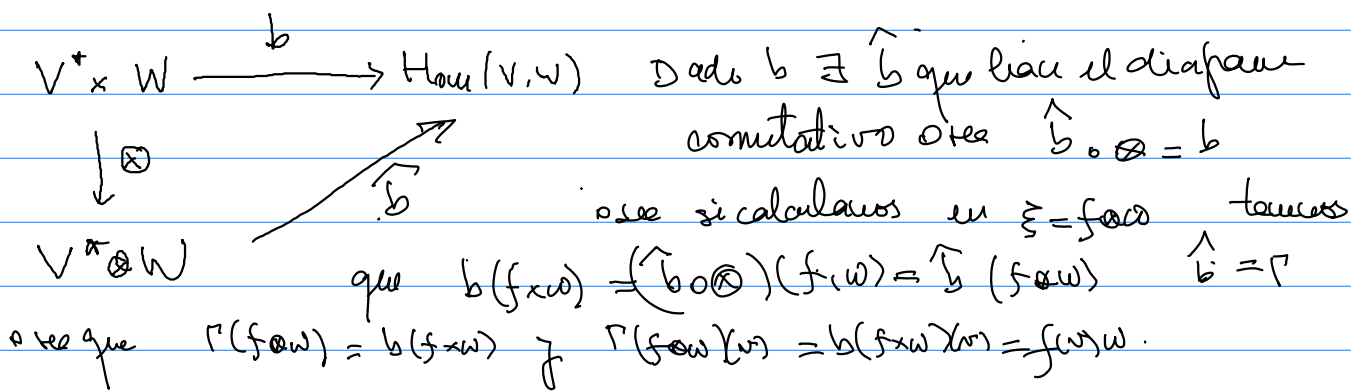 b
V* × W → Hom(V,W) Dado b ∃ b̂ que hace el diagrama
↓ ⊗ conmutativo osea b̂ ∘ ⊗ = b
b̂ osea si calculamos en ξ = f⊗ω tenemos
V*⊗W que b(f×ω) = (b̂∘⊗)(f,ω) = b̂(f⊗ω) b̂ = Γ
osea que Γ(f⊗ω) = b(f×ω) y Γ(f⊗ω)(v) = b(f×ω)(v) = f(v)ω.